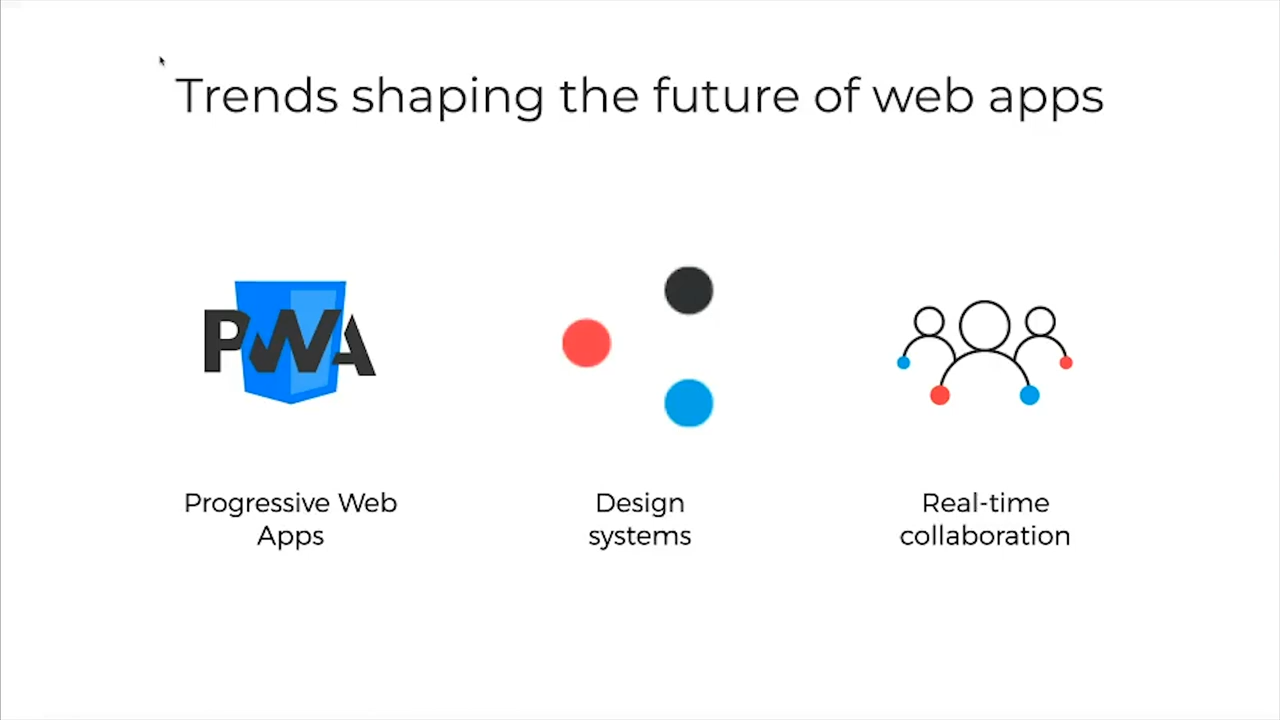 Trends shaping the future of web apps
PWA
Progressive Web
Apps
Design
systems
Real-time
collaboration